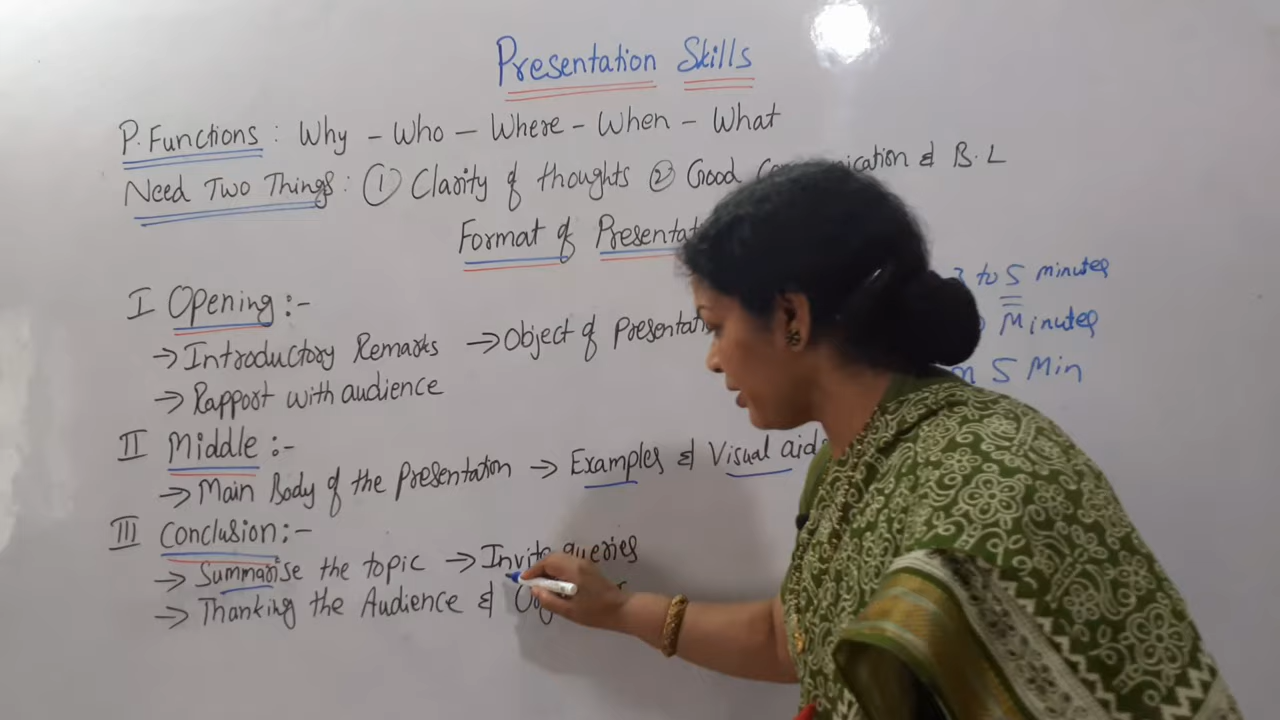 Presentation Skills
P. Functions : Why - Who - Where - When - What
Need Two Things : ① Clarity of thoughts ② Good & B.L
Format of
I Opening :-
→ Introductory Remarks → Object of
→ Rapport with audience
to 5 minutes
Minutes
5 Min
II Middle :-
→ Main Body of the Presentation → Examples & Visual aids
III Conclusion :-
→ Summarise the topic → Invite queries
→ Thanking the Audience &